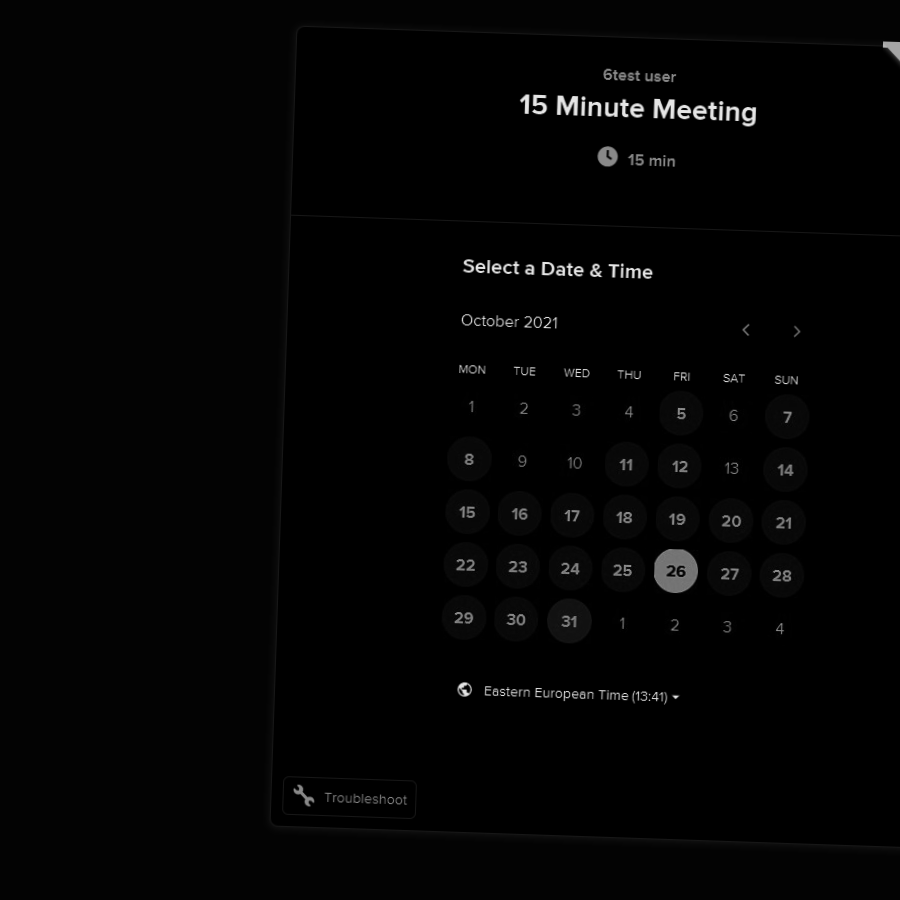 6test user
15 Minute Meeting
15 min
Select a Date & Time
October 2021
MON TUE WED THU FRI SAT SUN
1 2 3 4 5 6 7
8 9 10 11 12 13 14
15 16 17 18 19 20 21
22 23 24 25 26 27 28
29 30 31 1 2 3 4
Eastern European Time (13:41)
Troubleshoot